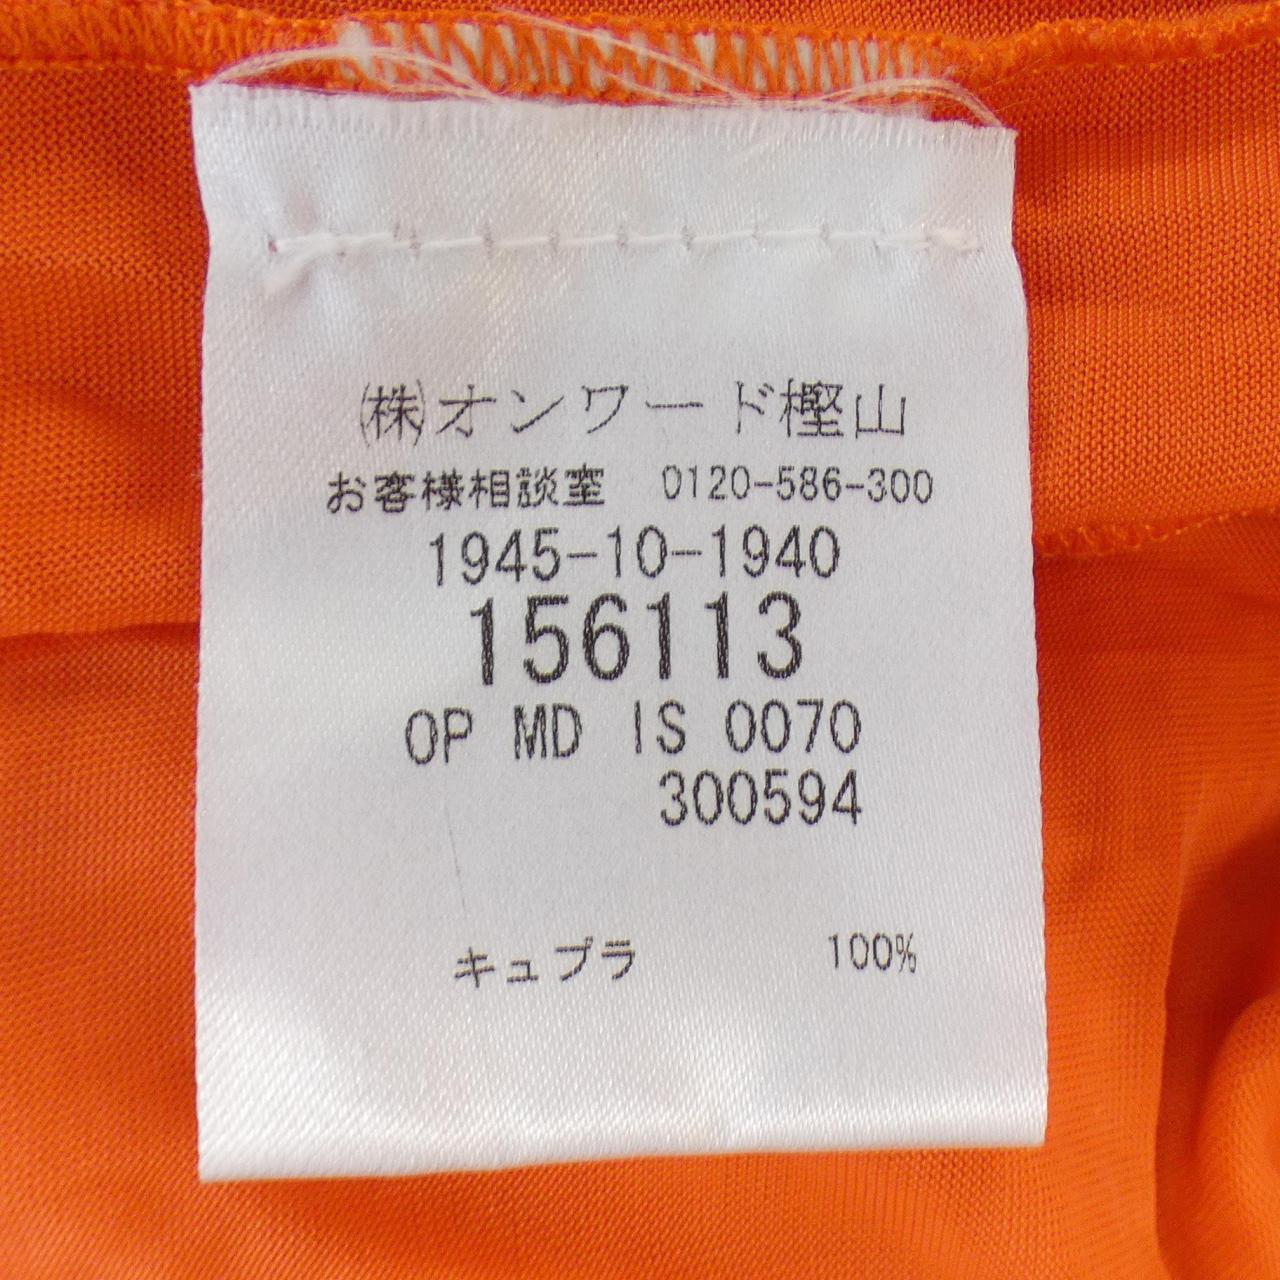 ㈱オンワード樫山
お客様相談室 0120-586-300
1945-10-1940
156113
OP MD IS 0070
300594
キュプラ 100%